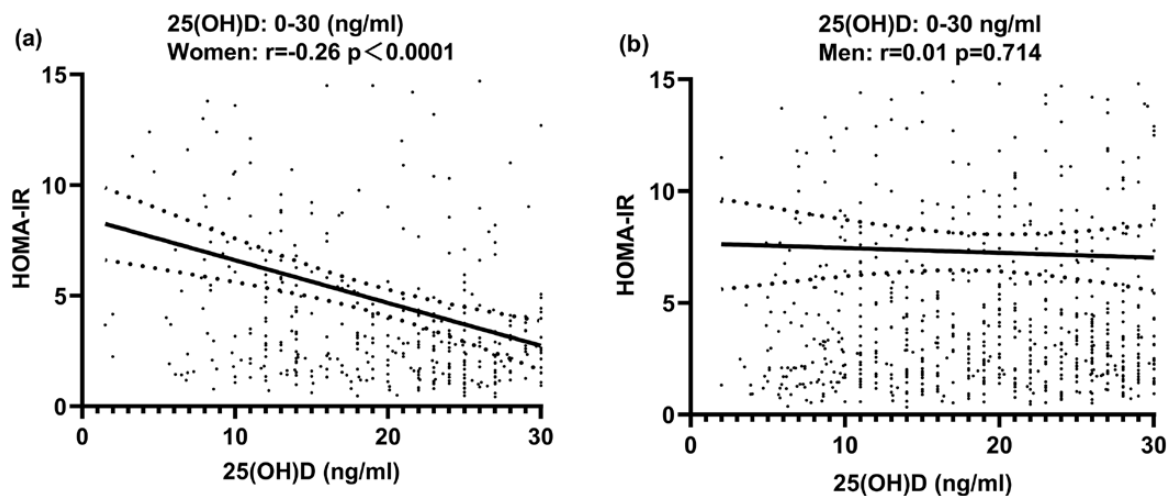 (a)
25(OH)D: 0-30 (ng/ml)
Women: r=-0.26 p<0.0001
15
10
5
0
HOMA-IR
0 10 20 30
25(OH)D (ng/ml)
(b)
25(OH)D: 0-30 ng/ml
Men: r=0.01 p=0.714
15
10
5
0
HOMA-IR
0 10 20 30
25(OH)D (ng/ml)